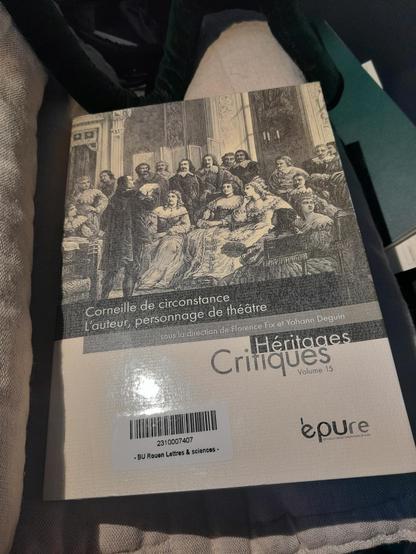 Corneille de circonstance
L'auteur, personnage de théâtre
sous la direction de Florence Fix et Yohann Deguin
Héritages
Critiques
Volume 15
2310007407
- BU Rouen Lettres & sciences -
épure